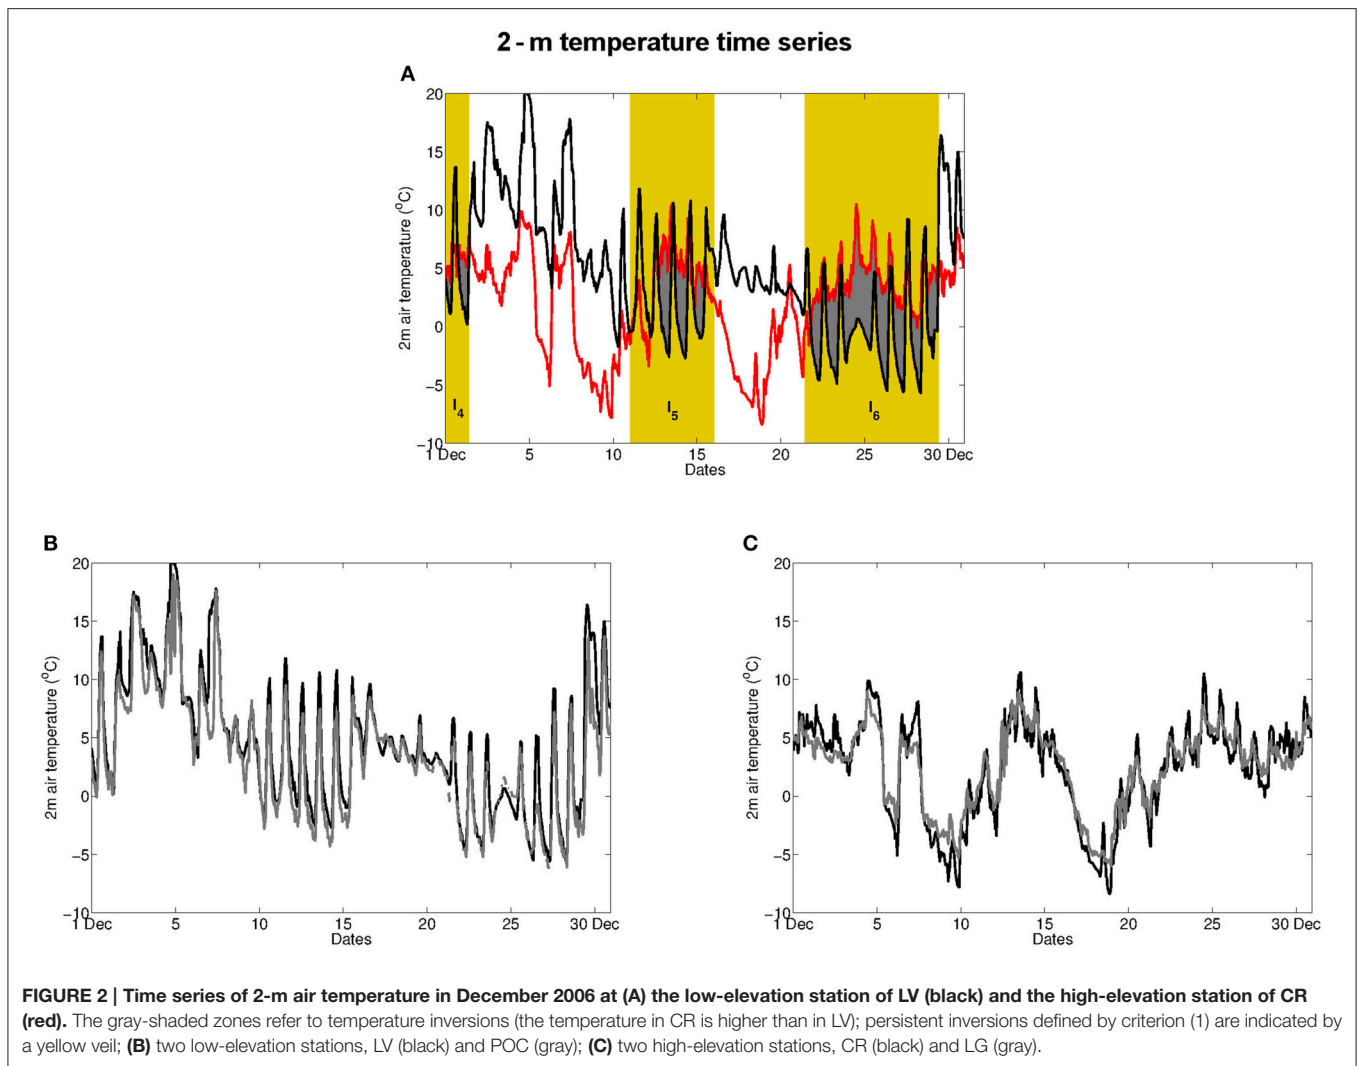 2 - m temperature time series
A
20
15
10
5
0
−5
−10
2m air temperature (⁰C)
I4
I5
I6
1 Dec
5
10
15
20
25
30 Dec
Dates
B
20
15
10
5
0
−5
−10
2m air temperature (⁰C)
1 Dec
5
10
15
20
25
30 Dec
Dates
C
20
15
10
5
0
−5
−10
2m air temperature (⁰C)
1 Dec
5
10
15
20
25
30 Dec
Dates
FIGURE 2 | Time series of 2-m air temperature in December 2006 at (A) the low-elevation station of LV (black) and the high-elevation station of CR
(red). The gray-shaded zones refer to temperature inversions (the temperature in CR is higher than in LV); persistent inversions defined by criterion (1) are indicated by
a yellow veil; (B) two low-elevation stations, LV (black) and POC (gray); (C) two high-elevation stations, CR (black) and LG (gray).